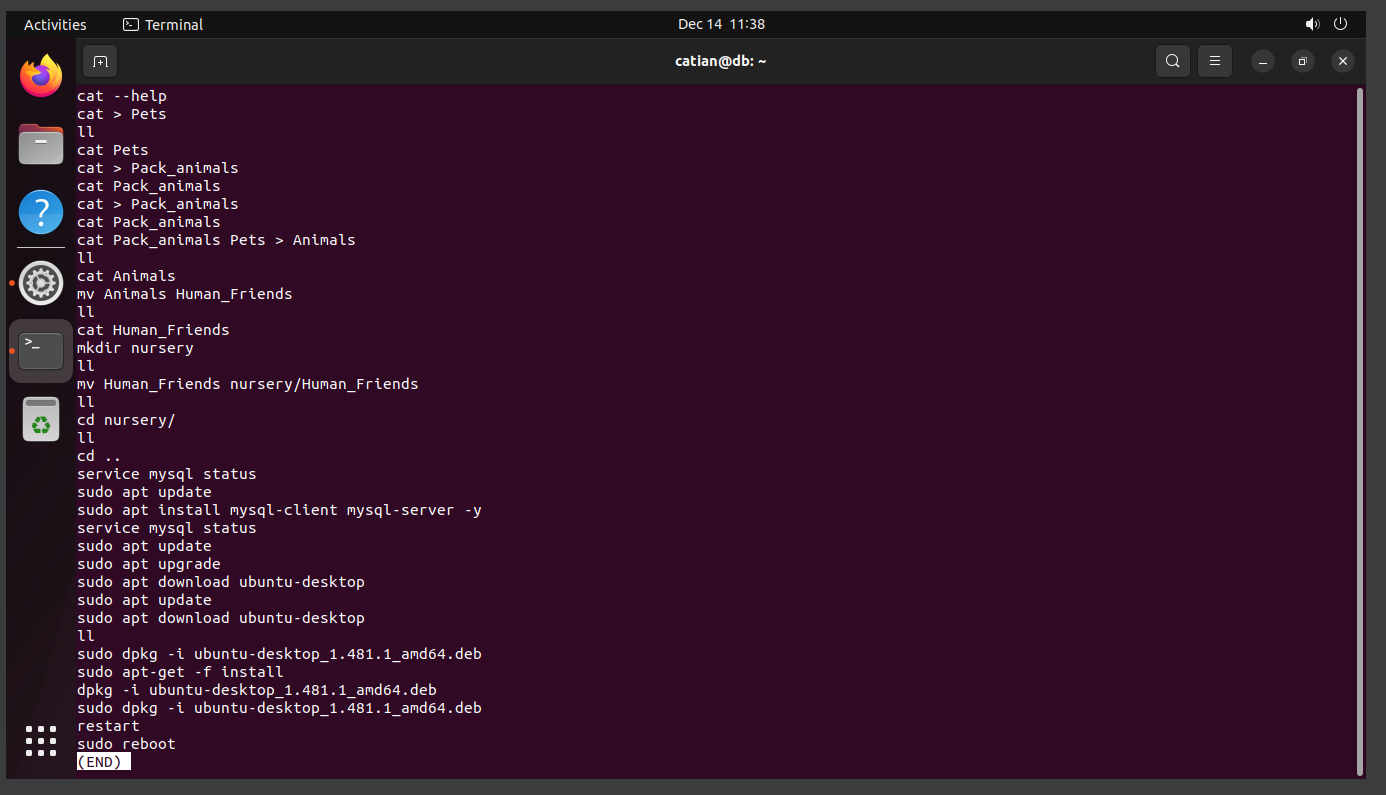 Activities Terminal Dec 14 11:38
catian@db: ~
cat --help
cat > Pets
ll
cat Pets
cat > Pack_animals
cat Pack_animals
cat > Pack_animals
cat Pack_animals
cat Pack_animals Pets > Animals
ll
cat Animals
mv Animals Human_Friends
ll
cat Human_Friends
mkdir nursery
ll
mv Human_Friends nursery/Human_Friends
ll
cd nursery/
ll
cd ..
service mysql status
sudo apt update
sudo apt install mysql-client mysql-server -y
service mysql status
sudo apt update
sudo apt upgrade
sudo apt download ubuntu-desktop
sudo apt update
sudo apt download ubuntu-desktop
ll
sudo dpkg -i ubuntu-desktop_1.481.1_amd64.deb
sudo apt-get -f install
dpkg -i ubuntu-desktop_1.481.1_amd64.deb
sudo dpkg -i ubuntu-desktop_1.481.1_amd64.deb
restart
sudo reboot
(END)